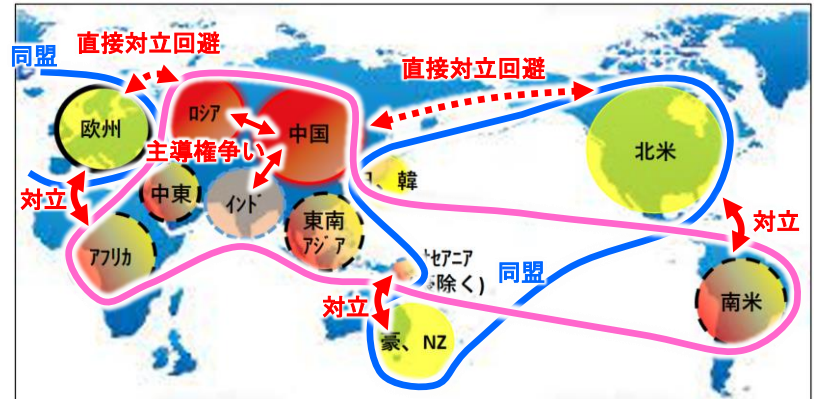 直接対立回避
同盟
直接対立回避
欧州
ロシア
中国
北米
主導権争い
、韓
対立
中東
インド
東南
アジア
対立
アフリカ
セアニア
除く)
同盟
対立
南米
豪、NZ